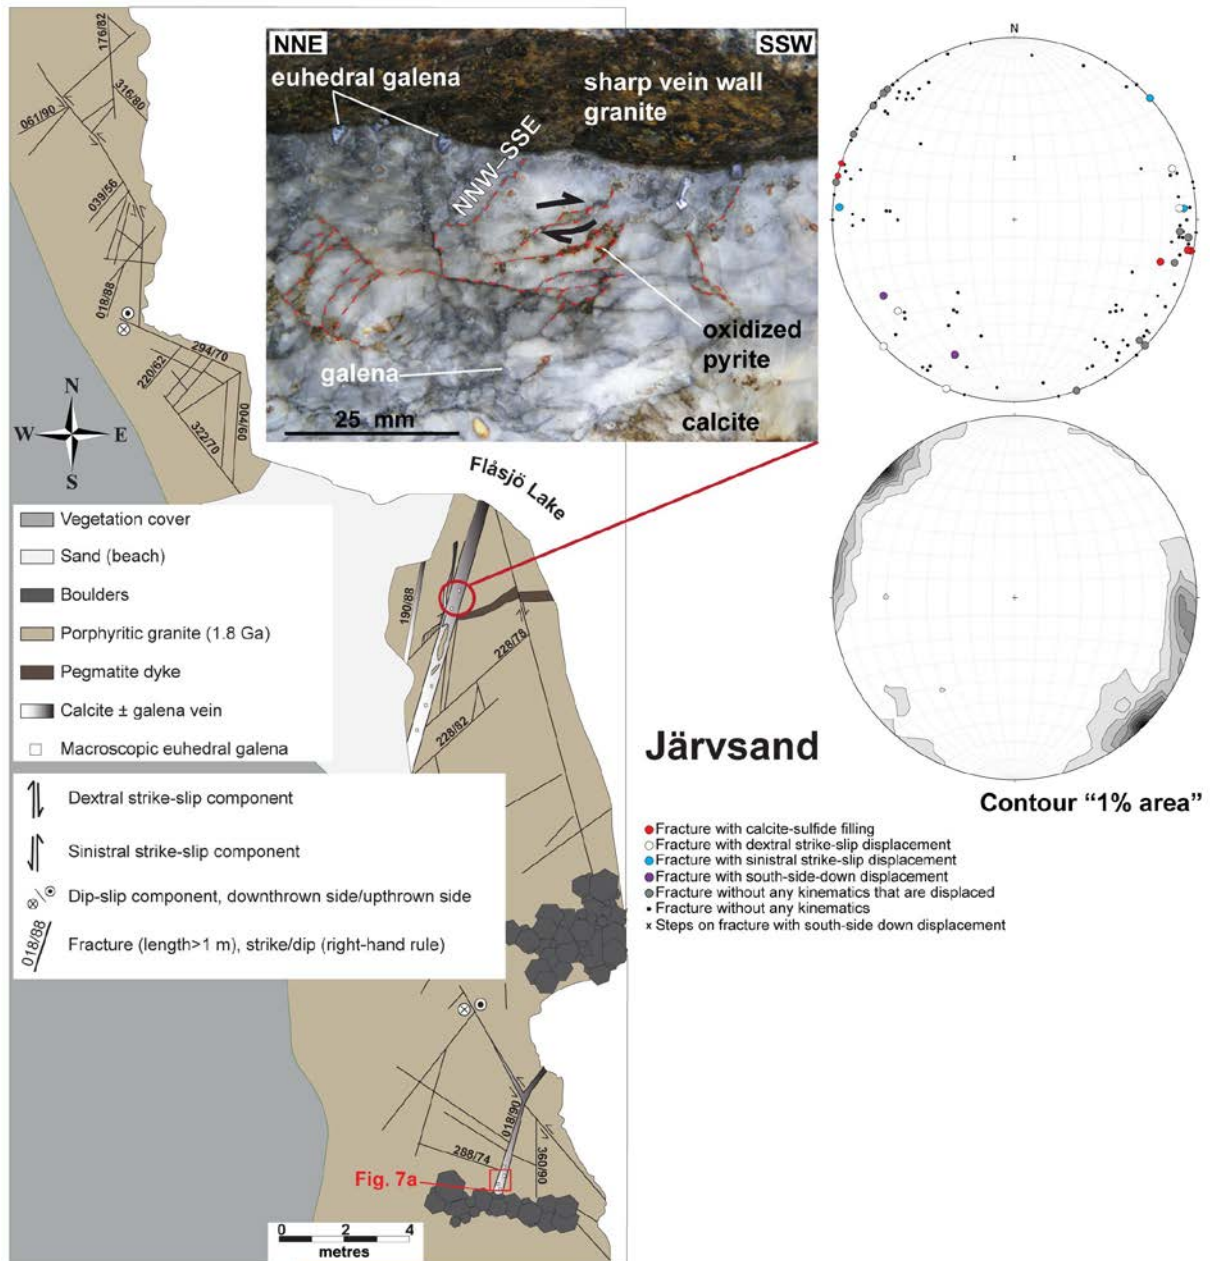 176/82
316/80
061/90
039/56
018/88
294/70
220/62
322/70
004/60
N
W E
S
NNE
SSW
euhedral galena
sharp vein wall
granite
NNW–SSE
oxidized
pyrite
galena
25 mm
calcite
Flåsjö Lake
Vegetation cover
Sand (beach)
Boulders
Porphyritic granite (1.8 Ga)
Pegmatite dyke
Calcite ± galena vein
Macroscopic euhedral galena
190/88
228/78
228/82
Dextral strike-slip component
Sinistral strike-slip component
Dip-slip component, downthrown side/upthrown side
018/88
Fracture (length>1 m), strike/dip (right-hand rule)
018/90
288/74
360/90
Fig. 7a
0 2 4
metres
N
Järvsand
Contour “1% area”
Fracture with calcite-sulfide filling
Fracture with dextral strike-slip displacement
Fracture with sinistral strike-slip displacement
Fracture with south-side-down displacement
Fracture without any kinematics that are displaced
Fracture without any kinematics
x Steps on fracture with south-side down displacement